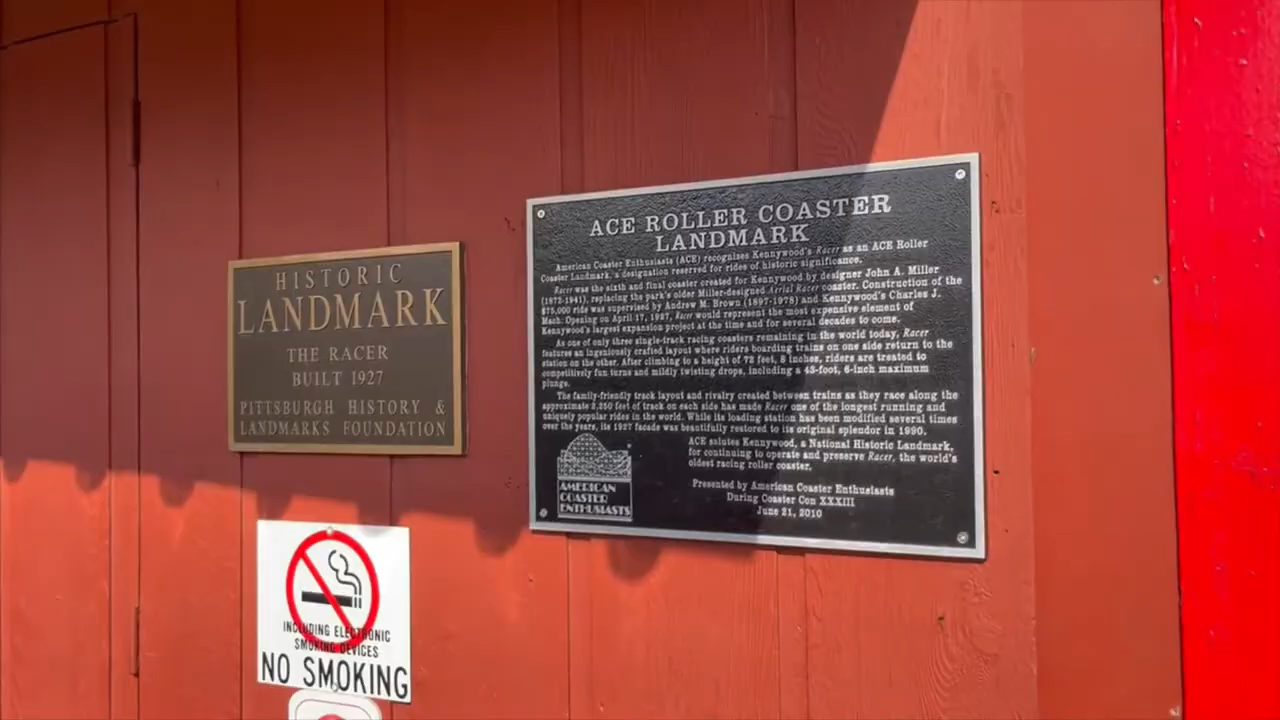 HISTORIC
LANDMARK
THE RACER
BUILT 1927
PITTSBURGH HISTORY &
LANDMARKS FOUNDATION
ACE ROLLER COASTER
LANDMARK
American Coaster Enthusiasts (ACE) recognizes Kennywood's Racer as an ACE Roller
Coaster Landmark, a designation reserved for rides of historic significance.
Racer was the sixth and final coaster created for Kennywood by designer John A. Miller
(1872-1941), replacing the park's older Miller-designed Aerial Racer coaster. Construction of the
$75,000 ride was supervised by Andrew M. Brown (1897-1978) and Kennywood's Charles J.
Mach. Opening on April 17, 1927, Racer would represent the most expensive element of
Kennywood's largest expansion project at the time and for several decades to come.
As one of only three single-track racing coasters remaining in the world today, Racer
features an ingeniously crafted layout where riders boarding trains on one side return to the
station on the other. After climbing to a height of 72 feet, 8 inches, riders are treated to
competitively fun turns and mildly twisting drops, including a 43-foot, 6-inch maximum
plunge.
The family-friendly track layout and rivalry created between trains as they race along the
approximate 2,250 feet of track on each side has made Racer one of the longest running and
uniquely popular rides in the world. While its loading station has been modified several times
over the years, its 1927 facade was beautifully restored to its original splendor in 1990.
ACE salutes Kennywood, a National Historic Landmark,
for continuing to operate and preserve Racer, the world's
oldest racing roller coaster.
Presented by American Coaster Enthusiasts
During Coaster Con XXXIII
June 21, 2010
AMERICAN
COASTER
ENTHUSIASTS
INCLUDING ELECTRONIC
SMOKING DEVICES
NO SMOKING